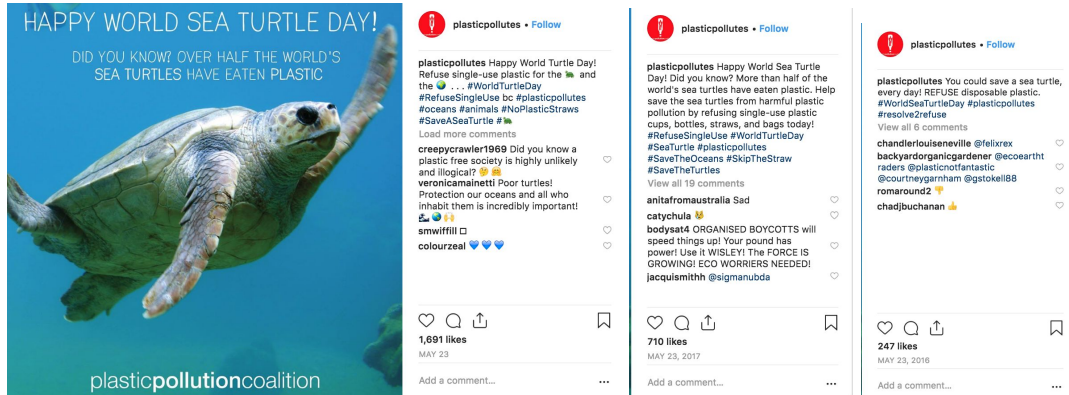 HAPPY WORLD SEA TURTLE DAY!
DID YOU KNOW? OVER HALF THE WORLD'S
SEA TURTLES HAVE EATEN PLASTIC
plasticpollutioncoalition
plasticpollutes • Follow
plasticpollutes Happy World Turtle Day!
Refuse single-use plastic for the 🐢 and
the 🌎 . . . #WorldTurtleDay
#RefuseSingleUse bc #plasticpollutes
#oceans #animals #NoPlasticStraws
#SaveASeaTurtle #🐢
Load more comments
creepycrawler1969 Did you know a
plastic free society is highly unlikely
and illogical? 🤔 🤗
veronicamainetti Poor turtles!
Protection our oceans and all who
inhabit them is incredibly important!
🌊 🌏 🙌
smwiffill □
colourzeal 💙 💙 💙
1,691 likes
MAY 23
Add a comment...
plasticpollutes • Follow
plasticpollutes Happy World Sea Turtle
Day! Did you know? More than half of the
world's sea turtles have eaten plastic. Help
save the sea turtles from harmful plastic
pollution by refusing single-use plastic
cups, bottles, straws, and bags today!
#RefuseSingleUse #WorldTurtleDay
#SeaTurtle #plasticpollutes
#SaveTheOceans #SkipTheStraw
#SaveTheTurtles
View all 19 comments
anitafromaustralia Sad
catychula 😿
bodysat4 ORGANISED BOYCOTTS will
speed things up! Your pound has
power! Use it WISLEY! The FORCE IS
GROWING! ECO WORRIERS NEEDED!
jacquismithh @sigmanubda
710 likes
MAY 23, 2017
Add a comment...
plasticpollutes • Follow
plasticpollutes You could save a sea turtle,
every day! REFUSE disposable plastic.
#WorldSeaTurtleDay #plasticpollutes
#resolve2refuse
View all 6 comments
chandlerlouiseneville @felixrex
backyardorganicgardener @ecoeartht
raders @plasticnotfantastic
@courtneygarnham @gstokell88
romaround2 👎
chadjbuchanan 👍
247 likes
MAY 23, 2016
Add a comment...